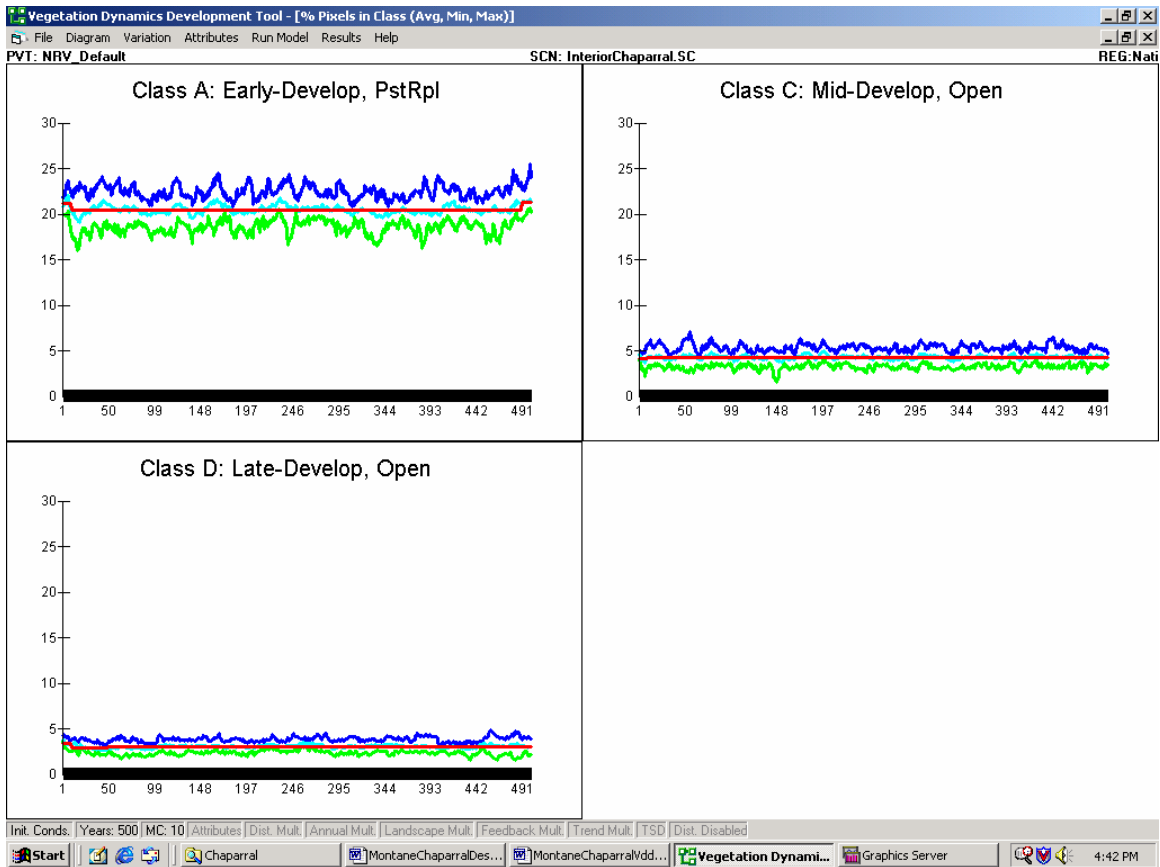 Vegetation Dynamics Development Tool - [% Pixels in Class (Avg, Min, Max)]
File Diagram Variation Attributes Run Model Results Help
PVT: NRV_Default SCN: InteriorChaparral.SC REG:Nati
Class A: Early-Develop, PstRpl
30
25
20
15
10
5
0
1 50 99 148 197 246 295 344 393 442 491
Class C: Mid-Develop, Open
30
25
20
15
10
5
0
1 50 99 148 197 246 295 344 393 442 491
Class D: Late-Develop, Open
30
25
20
15
10
5
0
1 50 99 148 197 246 295 344 393 442 491
Init. Conds. Years: 500 MC: 10 Attributes Dist. Mult. Annual Mult. Landscape Mult. Feedback Mult. Trend Mult. TSD Dist. Disabled
Start Chaparral MontaneChaparralDes... MontaneChaparralVdd... Vegetation Dynami... Graphics Server 4:42 PM